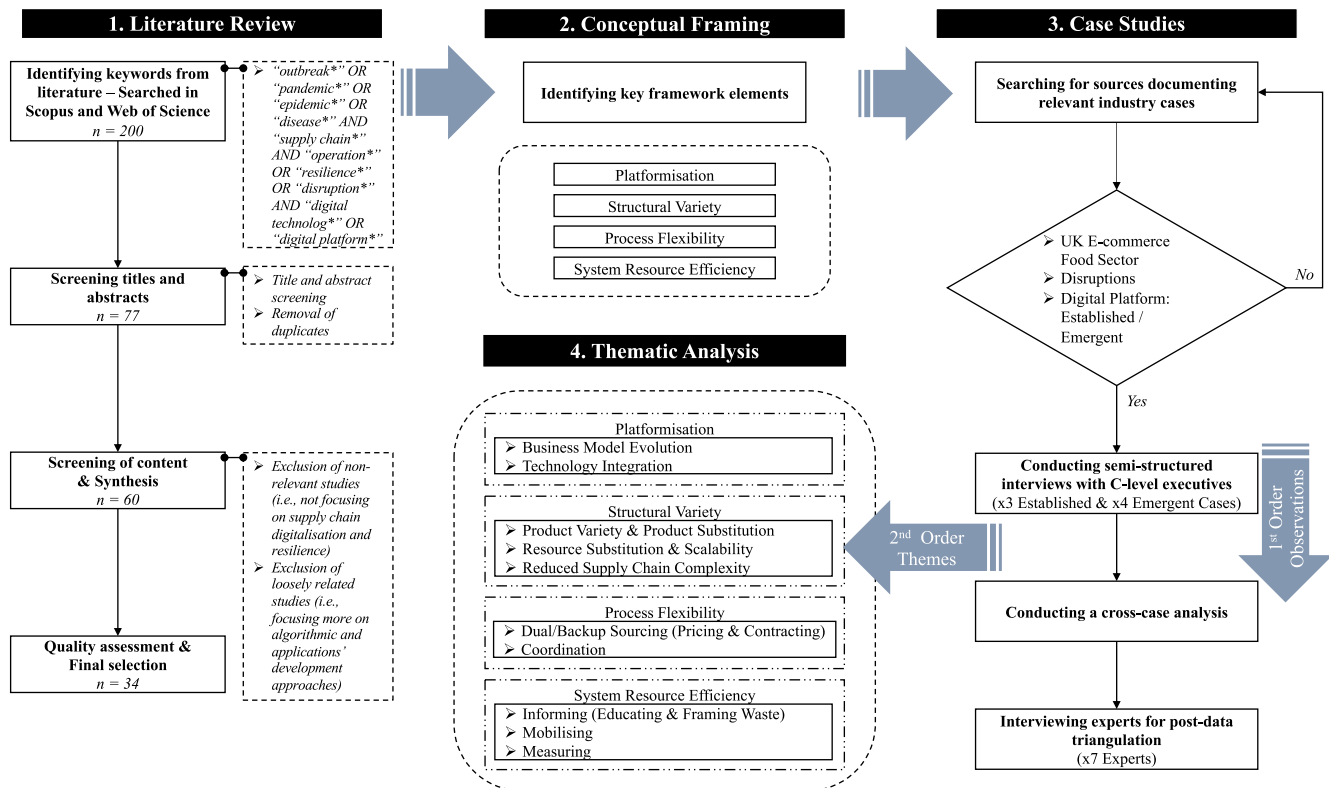 1. Literature Review
Identifying keywords from
literature – Searched in
Scopus and Web of Science
n = 200
➢ “outbreak*” OR
“pandemic*” OR
“epidemic*” OR
“disease*” AND
“supply chain*”
AND “operation*”
OR “resilience*”
OR “disruption*”
AND “digital
technolog*” OR
“digital platform*”
Screening titles and
abstracts
n = 77
➢ Title and abstract
screening
➢ Removal of
duplicates
Screening of content
& Synthesis
n = 60
➢ Exclusion of non-
relevant studies
(i.e., not focusing
on supply chain
digitalisation and
resilience)
➢ Exclusion of
loosely related
studies (i.e.,
focusing more on
algorithmic and
applications’
development
approaches)
Quality assessment &
Final selection
n = 34
2. Conceptual Framing
Identifying key framework elements
Platformisation
Structural Variety
Process Flexibility
System Resource Efficiency
3. Case Studies
Searching for sources documenting
relevant industry cases
➢ UK E-commerce
Food Sector
➢ Disruptions
➢ Digital Platform:
Established /
Emergent
No
Yes
Conducting semi-structured
interviews with C-level executives
(x3 Established & x4 Emergent Cases)
1st Order
Observations
Conducting a cross-case analysis
Interviewing experts for post-data
triangulation
(x7 Experts)
2nd Order
Themes
4. Thematic Analysis
Platformisation
➢ Business Model Evolution
➢ Technology Integration
Structural Variety
➢ Product Variety & Product Substitution
➢ Resource Substitution & Scalability
➢ Reduced Supply Chain Complexity
Process Flexibility
➢ Dual/Backup Sourcing (Pricing & Contracting)
➢ Coordination
System Resource Efficiency
➢ Informing (Educating & Framing Waste)
➢ Mobilising
➢ Measuring